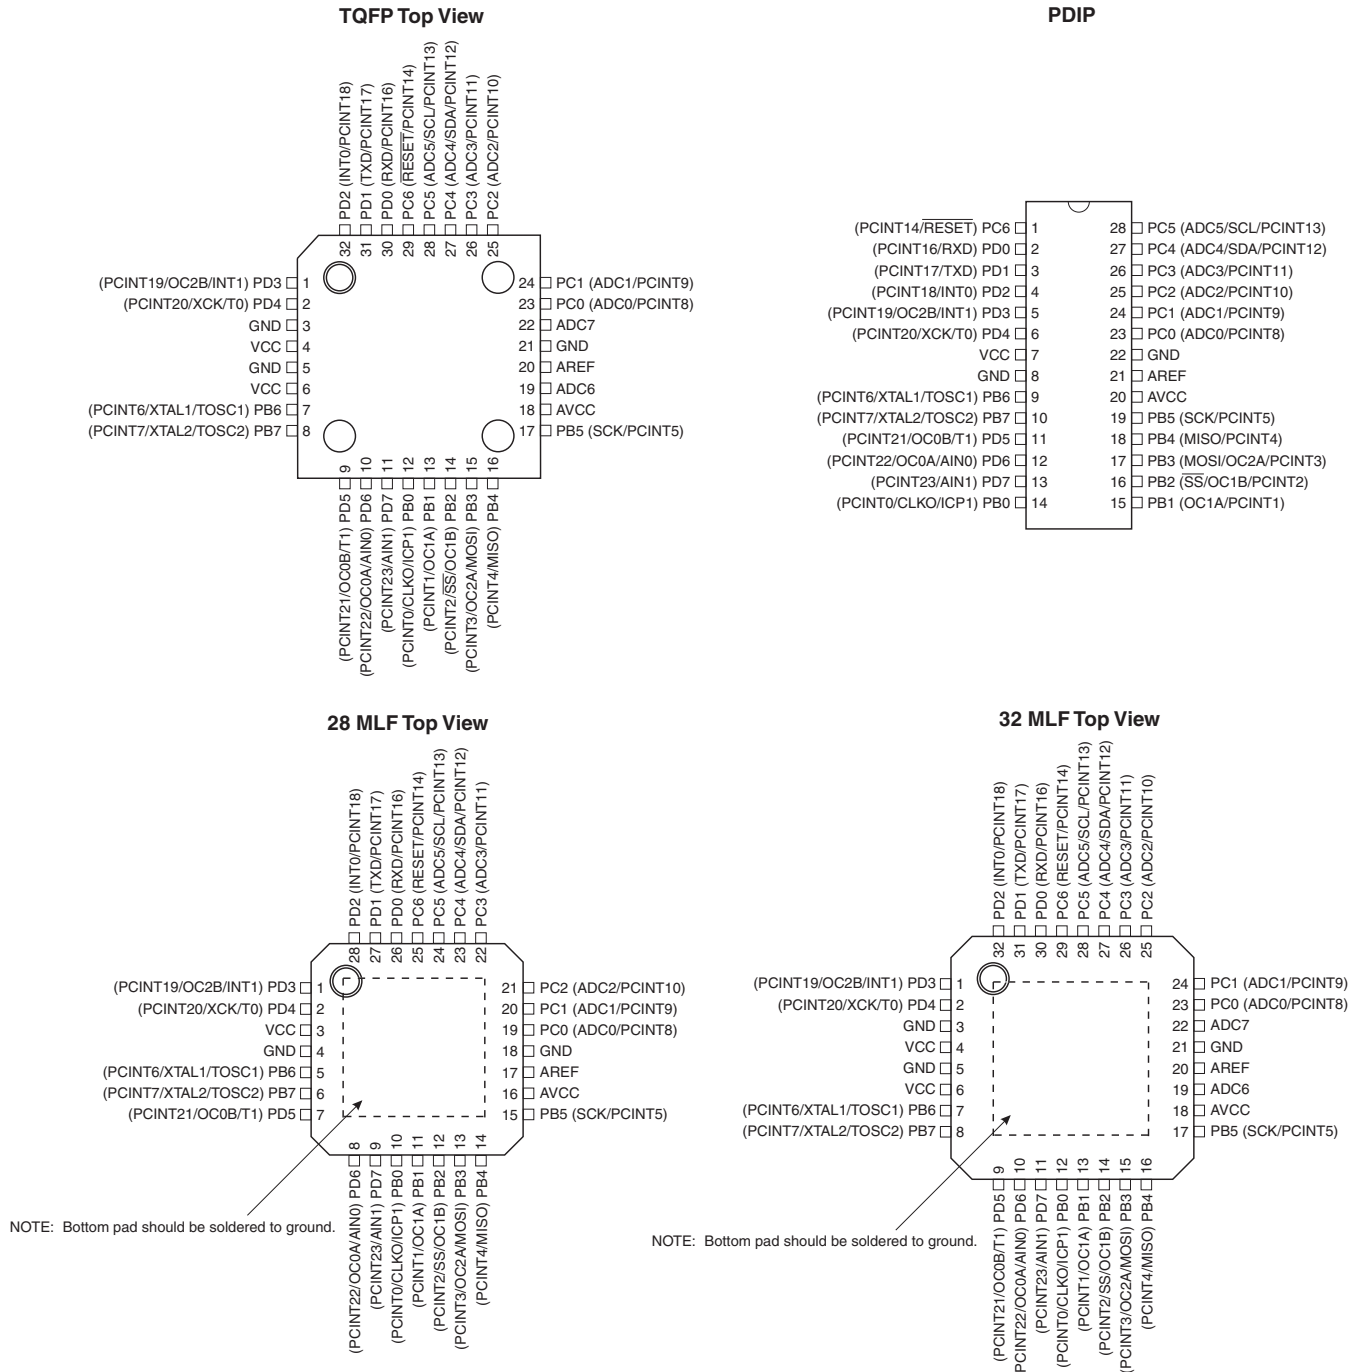 TQFP Top View
PD2 (INT0/PCINT18)
PD1 (TXD/PCINT17)
PD0 (RXD/PCINT16)
PC6 (RESET/PCINT14)
PC5 (ADC5/SCL/PCINT13)
PC4 (ADC4/SDA/PCINT12)
PC3 (ADC3/PCINT11)
PC2 (ADC2/PCINT10)
32
31
30
29
28
27
26
25
(PCINT19/OC2B/INT1) PD3 1
(PCINT20/XCK/T0) PD4 2
GND 3
VCC 4
GND 5
VCC 6
(PCINT6/XTAL1/TOSC1) PB6 7
(PCINT7/XTAL2/TOSC2) PB7 8
24 PC1 (ADC1/PCINT9)
23 PC0 (ADC0/PCINT8)
22 ADC7
21 GND
20 AREF
19 ADC6
18 AVCC
17 PB5 (SCK/PCINT5)
9
10
11
12
13
14
15
16
(PCINT21/OC0B/T1) PD5
(PCINT22/OC0A/AIN0) PD6
(PCINT23/AIN1) PD7
(PCINT0/CLKO/ICP1) PB0
(PCINT1/OC1A) PB1
(PCINT2/SS/OC1B) PB2
(PCINT3/OC2A/MOSI) PB3
(PCINT4/MISO) PB4
PDIP
(PCINT14/RESET) PC6 1
(PCINT16/RXD) PD0 2
(PCINT17/TXD) PD1 3
(PCINT18/INT0) PD2 4
(PCINT19/OC2B/INT1) PD3 5
(PCINT20/XCK/T0) PD4 6
VCC 7
GND 8
(PCINT6/XTAL1/TOSC1) PB6 9
(PCINT7/XTAL2/TOSC2) PB7 10
(PCINT21/OC0B/T1) PD5 11
(PCINT22/OC0A/AIN0) PD6 12
(PCINT23/AIN1) PD7 13
(PCINT0/CLKO/ICP1) PB0 14
28 PC5 (ADC5/SCL/PCINT13)
27 PC4 (ADC4/SDA/PCINT12)
26 PC3 (ADC3/PCINT11)
25 PC2 (ADC2/PCINT10)
24 PC1 (ADC1/PCINT9)
23 PC0 (ADC0/PCINT8)
22 GND
21 AREF
20 AVCC
19 PB5 (SCK/PCINT5)
18 PB4 (MISO/PCINT4)
17 PB3 (MOSI/OC2A/PCINT3)
16 PB2 (SS/OC1B/PCINT2)
15 PB1 (OC1A/PCINT1)
28 MLF Top View
PD2 (INT0/PCINT18)
PD1 (TXD/PCINT17)
PD0 (RXD/PCINT16)
PC6 (RESET/PCINT14)
PC5 (ADC5/SCL/PCINT13)
PC4 (ADC4/SDA/PCINT12)
PC3 (ADC3/PCINT11)
28
27
26
25
24
23
22
(PCINT19/OC2B/INT1) PD3 1
(PCINT20/XCK/T0) PD4 2
VCC 3
GND 4
(PCINT6/XTAL1/TOSC1) PB6 5
(PCINT7/XTAL2/TOSC2) PB7 6
(PCINT21/OC0B/T1) PD5 7
21 PC2 (ADC2/PCINT10)
20 PC1 (ADC1/PCINT9)
19 PC0 (ADC0/PCINT8)
18 GND
17 AREF
16 AVCC
15 PB5 (SCK/PCINT5)
8
9
10
11
12
13
14
(PCINT22/OC0A/AIN0) PD6
(PCINT23/AIN1) PD7
(PCINT0/CLKO/ICP1) PB0
(PCINT1/OC1A) PB1
(PCINT2/SS/OC1B) PB2
(PCINT3/OC2A/MOSI) PB3
(PCINT4/MISO) PB4
NOTE: Bottom pad should be soldered to ground.
32 MLF Top View
PD2 (INT0/PCINT18)
PD1 (TXD/PCINT17)
PD0 (RXD/PCINT16)
PC6 (RESET/PCINT14)
PC5 (ADC5/SCL/PCINT13)
PC4 (ADC4/SDA/PCINT12)
PC3 (ADC3/PCINT11)
PC2 (ADC2/PCINT10)
32
31
30
29
28
27
26
25
(PCINT19/OC2B/INT1) PD3 1
(PCINT20/XCK/T0) PD4 2
GND 3
VCC 4
GND 5
VCC 6
(PCINT6/XTAL1/TOSC1) PB6 7
(PCINT7/XTAL2/TOSC2) PB7 8
24 PC1 (ADC1/PCINT9)
23 PC0 (ADC0/PCINT8)
22 ADC7
21 GND
20 AREF
19 ADC6
18 AVCC
17 PB5 (SCK/PCINT5)
9
10
11
12
13
14
15
16
(PCINT21/OC0B/T1) PD5
(PCINT22/OC0A/AIN0) PD6
(PCINT23/AIN1) PD7
(PCINT0/CLKO/ICP1) PB0
(PCINT1/OC1A) PB1
(PCINT2/SS/OC1B) PB2
(PCINT3/OC2A/MOSI) PB3
(PCINT4/MISO) PB4
NOTE: Bottom pad should be soldered to ground.